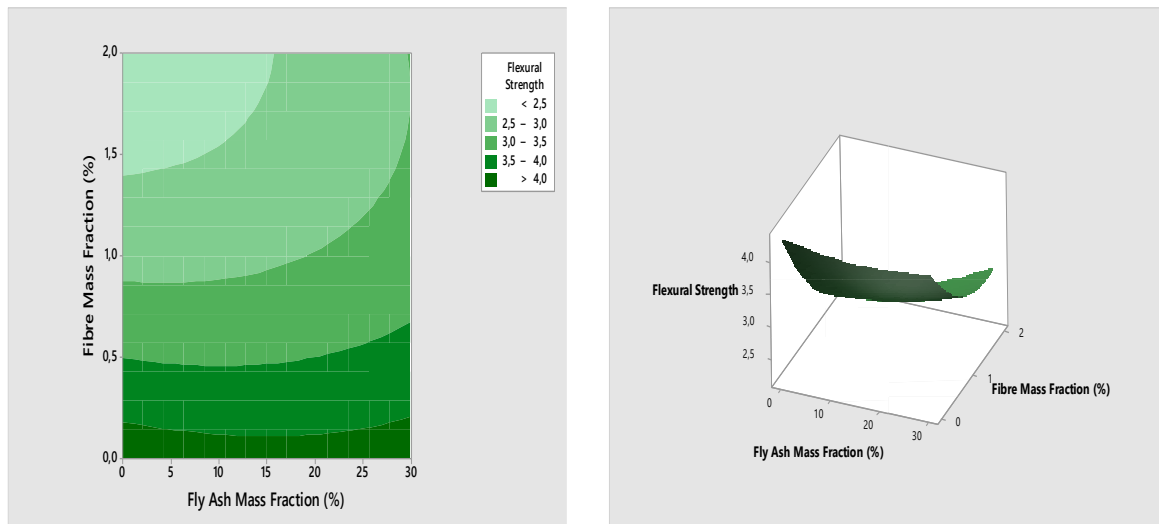 2,0
1,5
1,0
0,5
0,0
Fibre Mass Fraction (%)
0 5 10 15 20 25 30
Fly Ash Mass Fraction (%)
Flexural
Strength
< 2,5
2,5 – 3,0
3,0 – 3,5
3,5 – 4,0
> 4,0
4,0
3,5
3,0
2,5
Flexural Strength
0 10 20 30
Fly Ash Mass Fraction (%)
2
1
0
Fibre Mass Fraction (%)